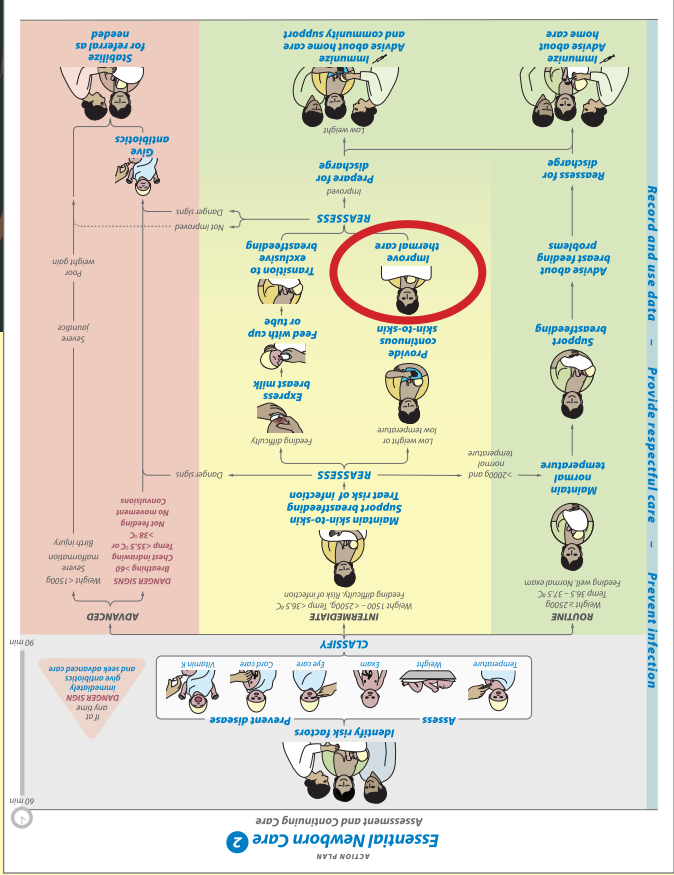 ACTION PLAN
Essential Newborn Care 2
Assessment and Continuing Care
60 min
Identify risk factors
Assess
Prevent disease
Temperature
Weight
Exam
Eye care
Cord care
Vitamin K
If at
any time
DANGER SIGN
immediately
give antibiotics
and seek advanced care
90 min
CLASSIFY
ROUTINE
Weight ≥2500g
Temp 36.5 – 37.5 °C
Feeding well. Normal exam
Maintain
normal
temperature
Support
breastfeeding
Advise about
breast feeding
problems
Reassess for
discharge
Immunize
Advise about
home care
INTERMEDIATE
Weight 1500 – <2500g, Temp <36.5°C
Feeding difficulty. Risk of infection
Maintain skin-to-skin
Support breastfeeding
Treat risk of infection
REASSESS
>2000g and
normal
temperature
Danger signs
Low weight or
low temperature
Provide
continuous
skin-to-skin
Improve
thermal care
Feeding difficulty
Express
breast milk
Feed with cup
or tube
Transition to
exclusive
breastfeeding
REASSESS
Not improved
Danger signs
Improved
Prepare for
discharge
Low weight
Immunize
Advise about home care
and community support
ADVANCED
DANGER SIGNS
Breathing >60
Chest indrawing
Temp <35.5 °C or
>38 °C
Not feeding
No movement
Convulsions
Weight <1500g
Severe
malformation
Birth injury
Severe
jaundice
Poor
weight gain
Give
antibiotics
Stabilize
for referral as
needed
Record and use data – Provide respectful care – Prevent infection